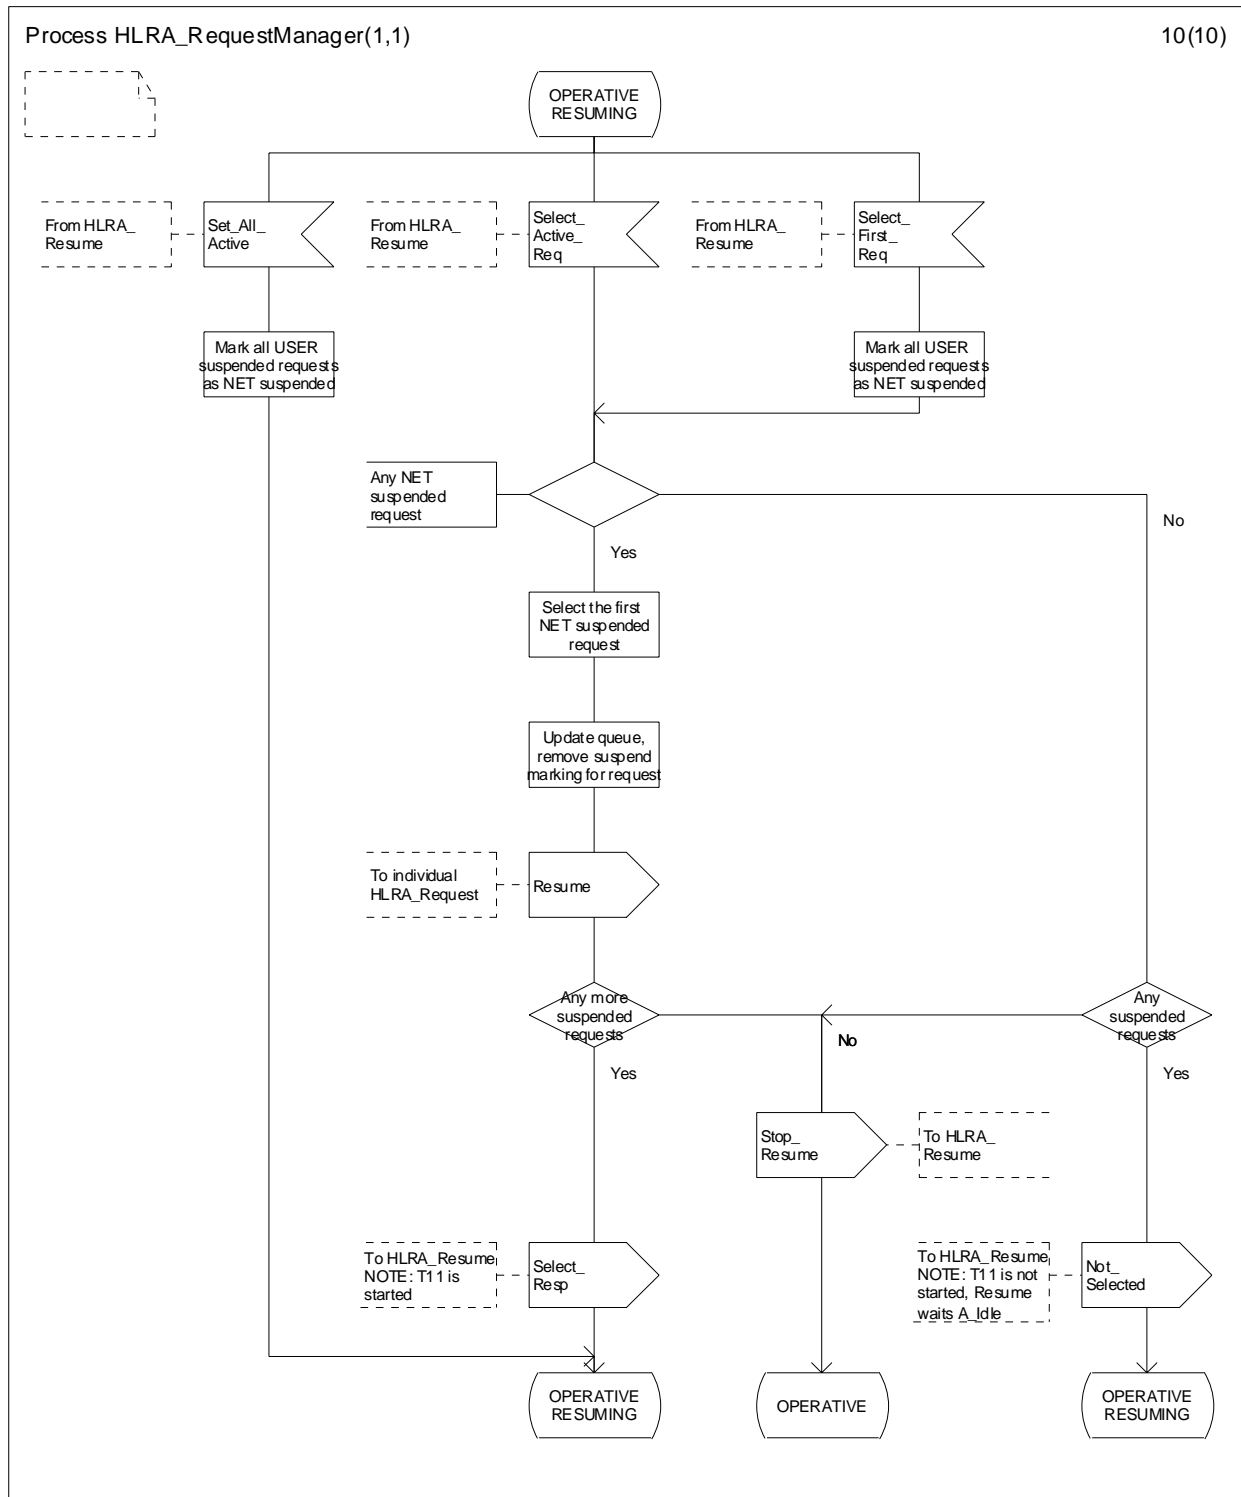 Process HLRA_RequestManager(1,1)
10(10)
OPERATIVE
RESUMING
From HLRA_
Resume
Set_All_
Active
From HLRA_
Resume
Select_
Active_
Req
From HLRA_
Resume
Select_
First_
Req
Mark all USER
suspended requests
as NET suspended
Mark all USER
suspended requests
as NET suspended
Any NET
suspended
request
No
Yes
Select the first
NET suspended
request
Update queue,
remove suspend
marking for request
To individual
HLRA_Request
Resume
Any more
suspended
requests
Any
suspended
requests
No
Yes
Yes
Stop_
Resume
To HLRA_
Resume
To HLRA_Resume
NOTE: T11 is
started
Select_
Resp
To HLRA_Resume
NOTE: T11 is not
started, Resume
waits A_Idle
Not_
Selected
OPERATIVE
RESUMING
OPERATIVE
OPERATIVE
RESUMING